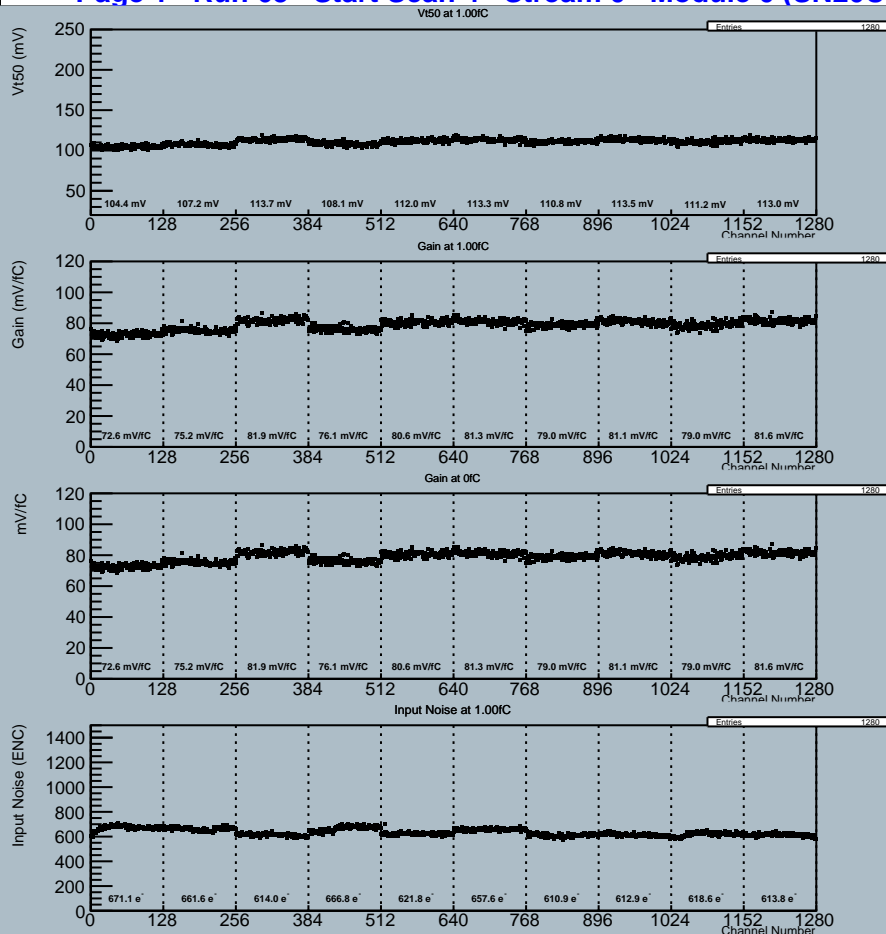 Vt50 at 1.00fC
Entries 1280
Vt50 (mV)
250
200
150
100
50
104.4 mV 107.2 mV 113.7 mV 108.1 mV 112.0 mV 113.3 mV 110.8 mV 113.5 mV 111.2 mV 113.0 mV
0 128 256 384 512 640 768 896 1024 1152 1280
Channel Number
Gain at 1.00fC
Entries 1280
Gain (mV/fC)
120
100
80
60
40
20
0
72.6 mV/fC 75.2 mV/fC 81.9 mV/fC 76.1 mV/fC 80.6 mV/fC 81.3 mV/fC 79.0 mV/fC 81.1 mV/fC 79.0 mV/fC 81.6 mV/fC
0 128 256 384 512 640 768 896 1024 1152 1280
Channel Number
Gain at 0fC
Entries 1280
mV/fC
120
100
80
60
40
20
0
72.6 mV/fC 75.2 mV/fC 81.9 mV/fC 76.1 mV/fC 80.6 mV/fC 81.3 mV/fC 79.0 mV/fC 81.1 mV/fC 79.0 mV/fC 81.6 mV/fC
0 128 256 384 512 640 768 896 1024 1152 1280
Channel Number
Input Noise at 1.00fC
Entries 1280
Input Noise (ENC)
1400
1200
1000
800
600
400
200
0
671.1 e⁻ 661.6 e⁻ 614.0 e⁻ 666.8 e⁻ 621.8 e⁻ 657.6 e⁻ 610.9 e⁻ 612.9 e⁻ 618.6 e⁻ 613.8 e⁻
0 128 256 384 512 640 768 896 1024 1152 1280
Channel Number